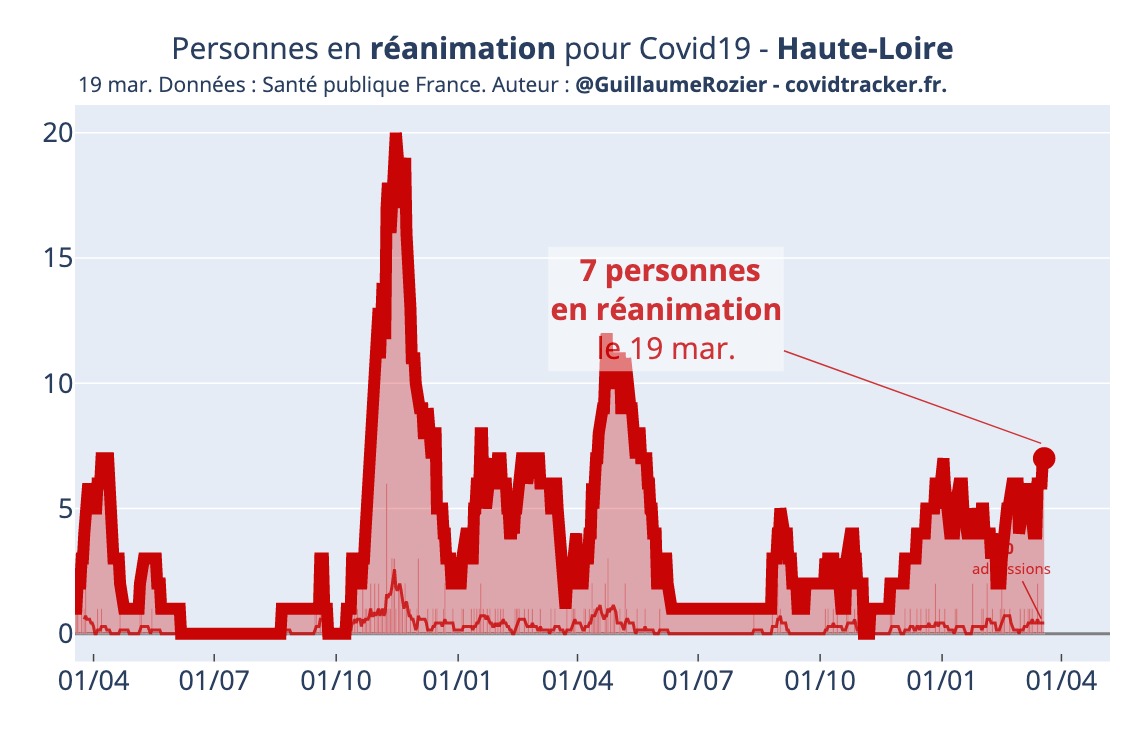 Personnes en réanimation pour Covid19 - Haute-Loire
19 mar. Données : Santé publique France. Auteur : @GuillaumeRozier - covidtracker.fr.
20
15
10
5
0
7 personnes
en réanimation
le 19 mar.
0
admissions
01/04
01/07
01/10
01/01
01/04
01/07
01/10
01/01
01/04